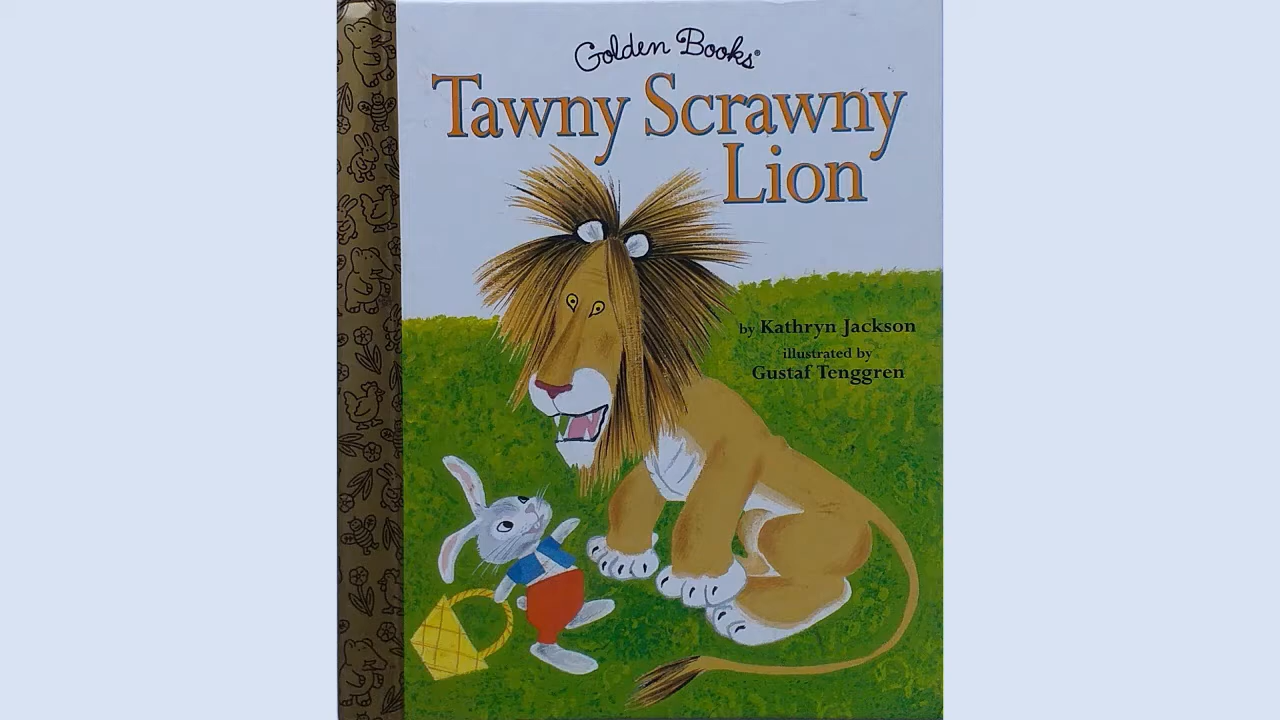 Golden Books®
Tawny Scrawny
Lion
by Kathryn Jackson
illustrated by
Gustaf Tenggren